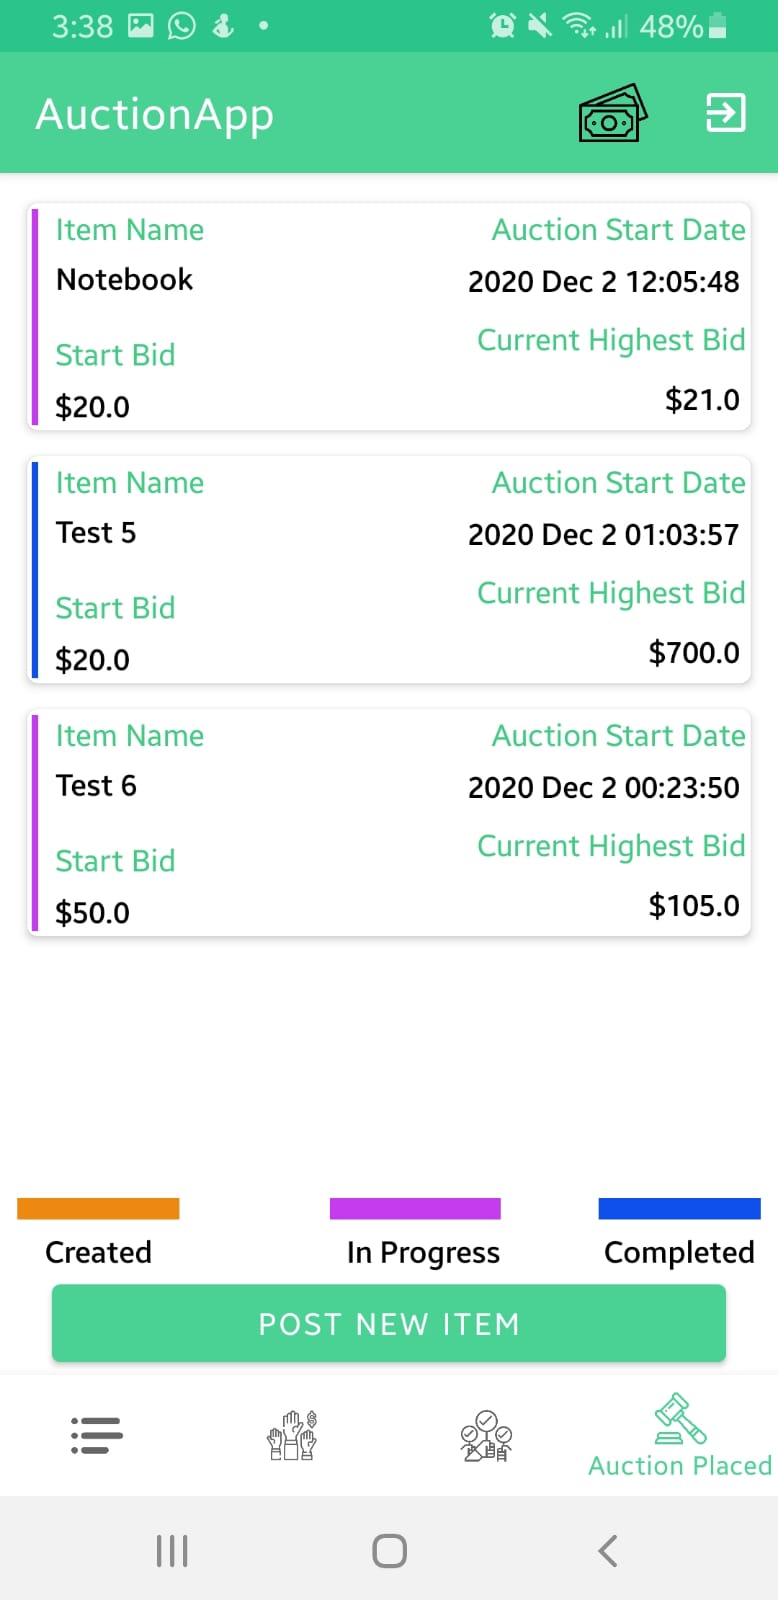 3:38 48%
AuctionApp
Item Name Auction Start Date
Notebook 2020 Dec 2 12:05:48
Start Bid Current Highest Bid
$20.0 $21.0
Item Name Auction Start Date
Test 5 2020 Dec 2 01:03:57
Start Bid Current Highest Bid
$20.0 $700.0
Item Name Auction Start Date
Test 6 2020 Dec 2 00:23:50
Start Bid Current Highest Bid
$50.0 $105.0
Created In Progress Completed
POST NEW ITEM
Auction Placed